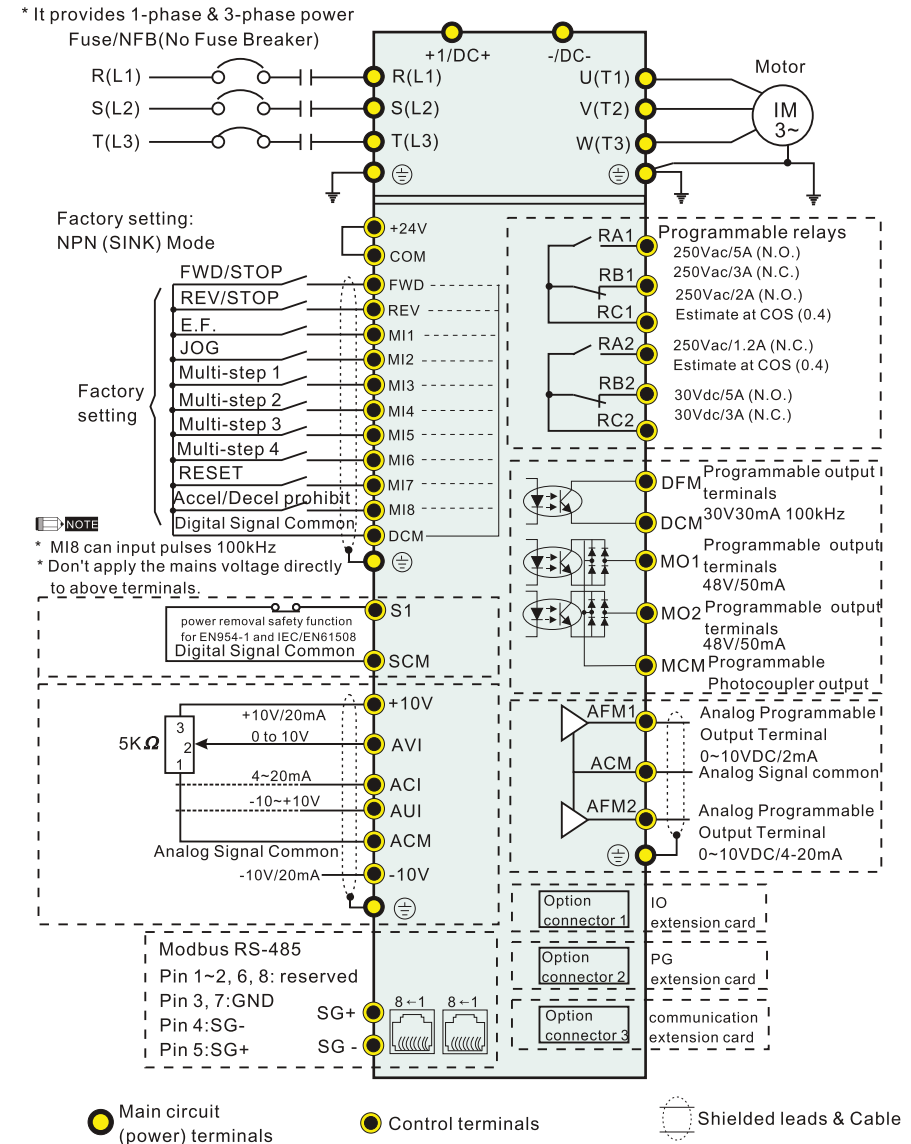 * It provides 1-phase & 3-phase power
Fuse/NFB(No Fuse Breaker)
R(L1)
S(L2)
T(L3)
+1/DC+
-/DC-
R(L1)
S(L2)
T(L3)
U(T1)
V(T2)
W(T3)
Motor
IM
3~
Factory setting:
NPN (SINK) Mode
+24V
COM
FWD/STOP
FWD
REV/STOP
REV
E.F.
MI1
JOG
MI2
Multi-step 1
MI3
Multi-step 2
MI4
Multi-step 3
MI5
Multi-step 4
MI6
RESET
MI7
Accel/Decel prohibit
MI8
Digital Signal Common
DCM
Factory
setting
NOTE
* MI8 can input pulses 100kHz
* Don't apply the mains voltage directly
to above terminals.
S1
power removal safety function
for EN954-1 and IEC/EN61508
Digital Signal Common
SCM
+10V
+10V/20mA
5KΩ
3
2
1
0 to 10V
AVI
4~20mA
ACI
-10~+10V
AUI
ACM
Analog Signal Common
-10V/20mA
-10V
Modbus RS-485
Pin 1~2, 6, 8: reserved
Pin 3, 7:GND
Pin 4:SG-
Pin 5:SG+
SG+
SG -
8←1
8←1
RA1
RB1
RC1
RA2
RB2
RC2
Programmable relays
250Vac/5A (N.O.)
250Vac/3A (N.C.)
250Vac/2A (N.O.)
Estimate at COS (0.4)
250Vac/1.2A (N.C.)
Estimate at COS (0.4)
30Vdc/5A (N.O.)
30Vdc/3A (N.C.)
DFM
Programmable output
terminals
30V30mA 100kHz
DCM
MO1
Programmable output
terminals
48V/50mA
MO2
Programmable output
terminals
48V/50mA
MCM
Programmable
Photocoupler output
AFM1
Analog Programmable
Output Terminal
0~10VDC/2mA
ACM
Analog Signal common
AFM2
Analog Programmable
Output Terminal
0~10VDC/4-20mA
Option
connector 1
IO
extension card
Option
connector 2
PG
extension card
Option
connector 3
communication
extension card
Main circuit
(power) terminals
Control terminals
Shielded leads & Cable